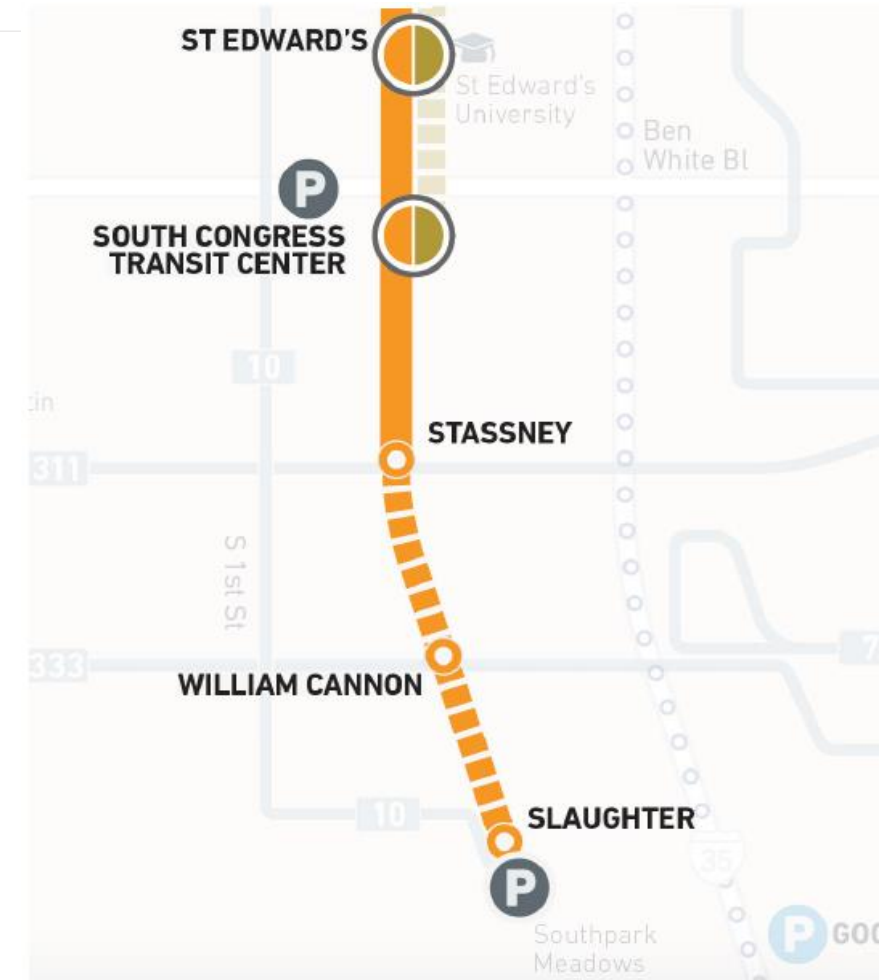 ST EDWARD'S
St Edward's
University
Ben
White Bl
P
SOUTH CONGRESS
TRANSIT CENTER
10
STASSNEY
311
S 1st St
333
7
WILLIAM CANNON
10
SLAUGHTER
35
P
Southpark
Meadows
P